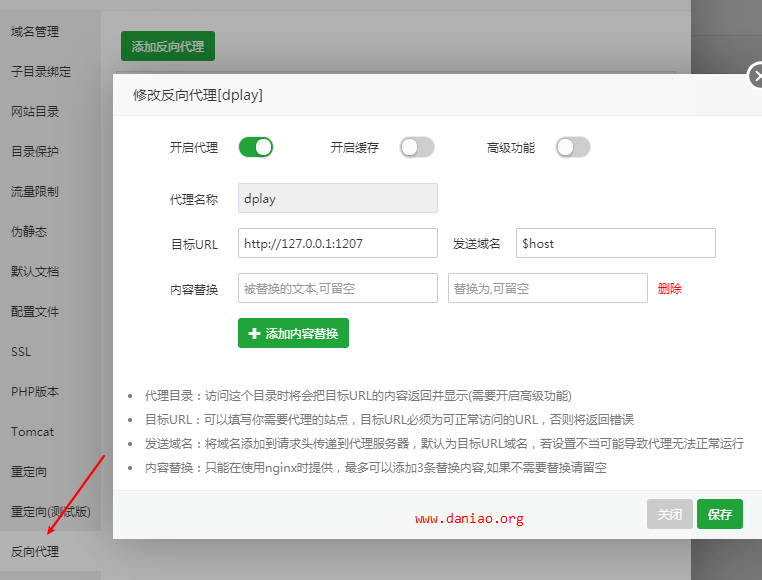 域名管理
子目录绑定
网站目录
目录保护
流量限制
伪静态
默认文档
配置文件
SSL
PHP版本
Tomcat
重定向
重定向(测试版)
反向代理
添加反向代理
修改反向代理[dplay]
开启代理 开启缓存 高级功能
代理名称 dplay
目标URL http://127.0.0.1:1207 发送域名 $host
内容替换 被替换的文本,可留空 替换为,可留空 删除
添加内容替换
代理目录：访问这个目录时将会把目标URL的内容返回并显示(需要开启高级功能)
目标URL：可以填写你需要代理的站点，目标URL必须为可正常访问的URL，否则将返回错误
发送域名：将域名添加到请求头传递到代理服务器，默认为目标URL域名，若设置不当可能导致代理无法正常运行
内容替换：只能在使用nginx时提供，最多可以添加3条替换内容,如果不需要替换请留空
www.daniao.org
关闭 保存